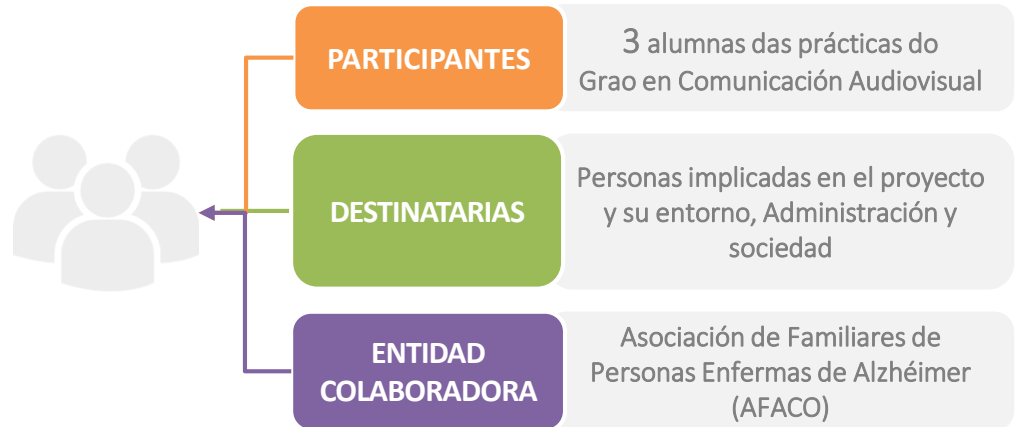 PARTICIPANTES
3 alumnas das prácticas do
Grao en Comunicación Audiovisual
DESTINATARIAS
Personas implicadas en el proyecto
y su entorno, Administración y
sociedad
ENTIDAD
COLABORADORA
Asociación de Familiares de
Personas Enfermas de Alzhéimer
(AFACO)